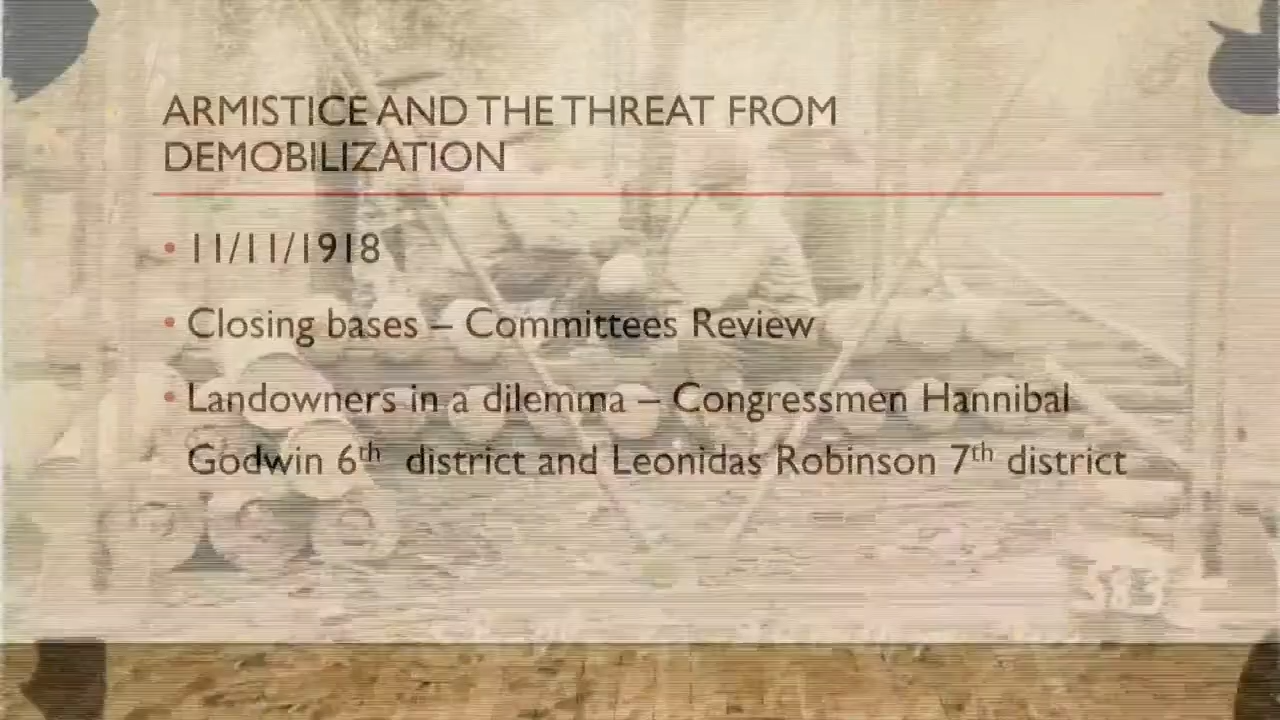 ARMISTICE AND THE THREAT FROM
DEMOBILIZATION
• 11/11/1918
• Closing bases – Committees Review
• Landowners in a dilemma – Congressmen Hannibal
Godwin 6th district and Leonidas Robinson 7th district
583